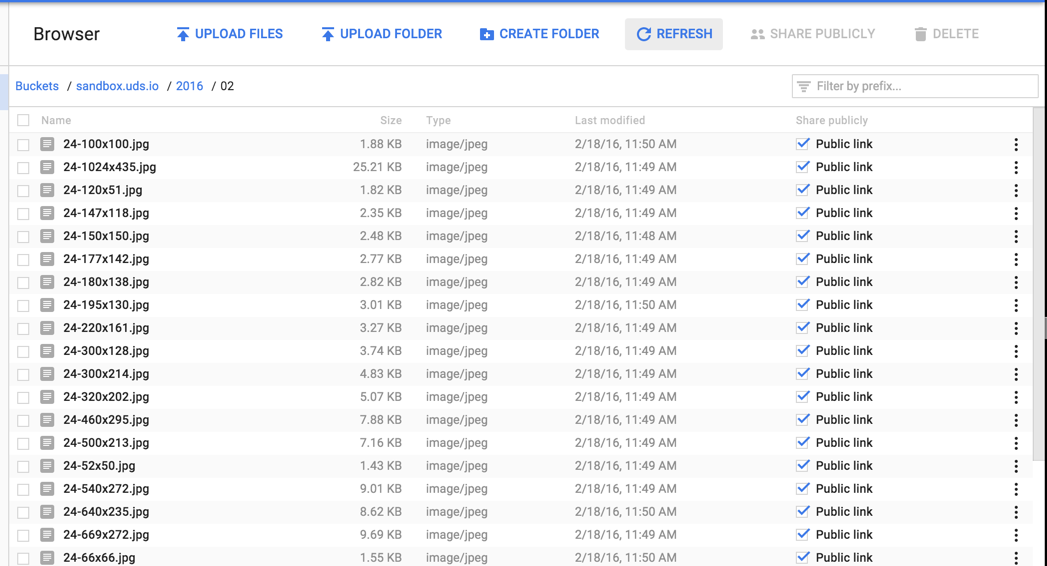 Browser UPLOAD FILES UPLOAD FOLDER CREATE FOLDER REFRESH SHARE PUBLICLY DELETE
Buckets / sandbox.uds.io / 2016 / 02 Filter by prefix...
Name Size Type Last modified Share publicly
24-100x100.jpg 1.88 KB image/jpeg 2/18/16, 11:50 AM Public link
24-1024x435.jpg 25.21 KB image/jpeg 2/18/16, 11:49 AM Public link
24-120x51.jpg 1.82 KB image/jpeg 2/18/16, 11:49 AM Public link
24-147x118.jpg 2.35 KB image/jpeg 2/18/16, 11:49 AM Public link
24-150x150.jpg 2.48 KB image/jpeg 2/18/16, 11:48 AM Public link
24-177x142.jpg 2.77 KB image/jpeg 2/18/16, 11:49 AM Public link
24-180x138.jpg 2.82 KB image/jpeg 2/18/16, 11:49 AM Public link
24-195x130.jpg 3.01 KB image/jpeg 2/18/16, 11:50 AM Public link
24-220x161.jpg 3.27 KB image/jpeg 2/18/16, 11:49 AM Public link
24-300x128.jpg 3.74 KB image/jpeg 2/18/16, 11:49 AM Public link
24-300x214.jpg 4.83 KB image/jpeg 2/18/16, 11:49 AM Public link
24-320x202.jpg 5.07 KB image/jpeg 2/18/16, 11:49 AM Public link
24-460x295.jpg 7.88 KB image/jpeg 2/18/16, 11:49 AM Public link
24-500x213.jpg 7.16 KB image/jpeg 2/18/16, 11:49 AM Public link
24-52x50.jpg 1.43 KB image/jpeg 2/18/16, 11:49 AM Public link
24-540x272.jpg 9.01 KB image/jpeg 2/18/16, 11:49 AM Public link
24-640x235.jpg 8.62 KB image/jpeg 2/18/16, 11:50 AM Public link
24-669x272.jpg 9.69 KB image/jpeg 2/18/16, 11:49 AM Public link
24-66x66.jpg 1.55 KB image/jpeg 2/18/16, 11:50 AM Public link